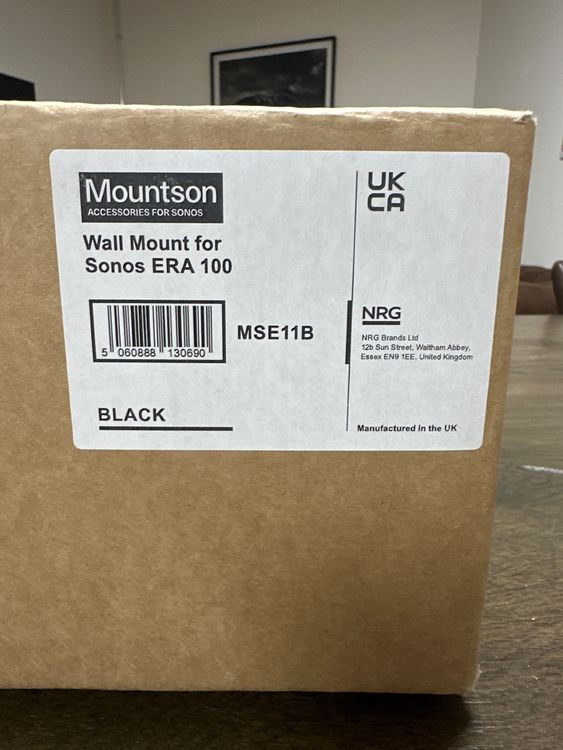 Mountson
ACCESSORIES FOR SONOS
Wall Mount for
Sonos ERA 100
5 060888 130690
MSE11B
BLACK
UK
CA
NRG
NRG Brands Ltd
12b Sun Street, Waltham Abbey,
Essex EN9 1EE, United Kingdom
Manufactured in the UK